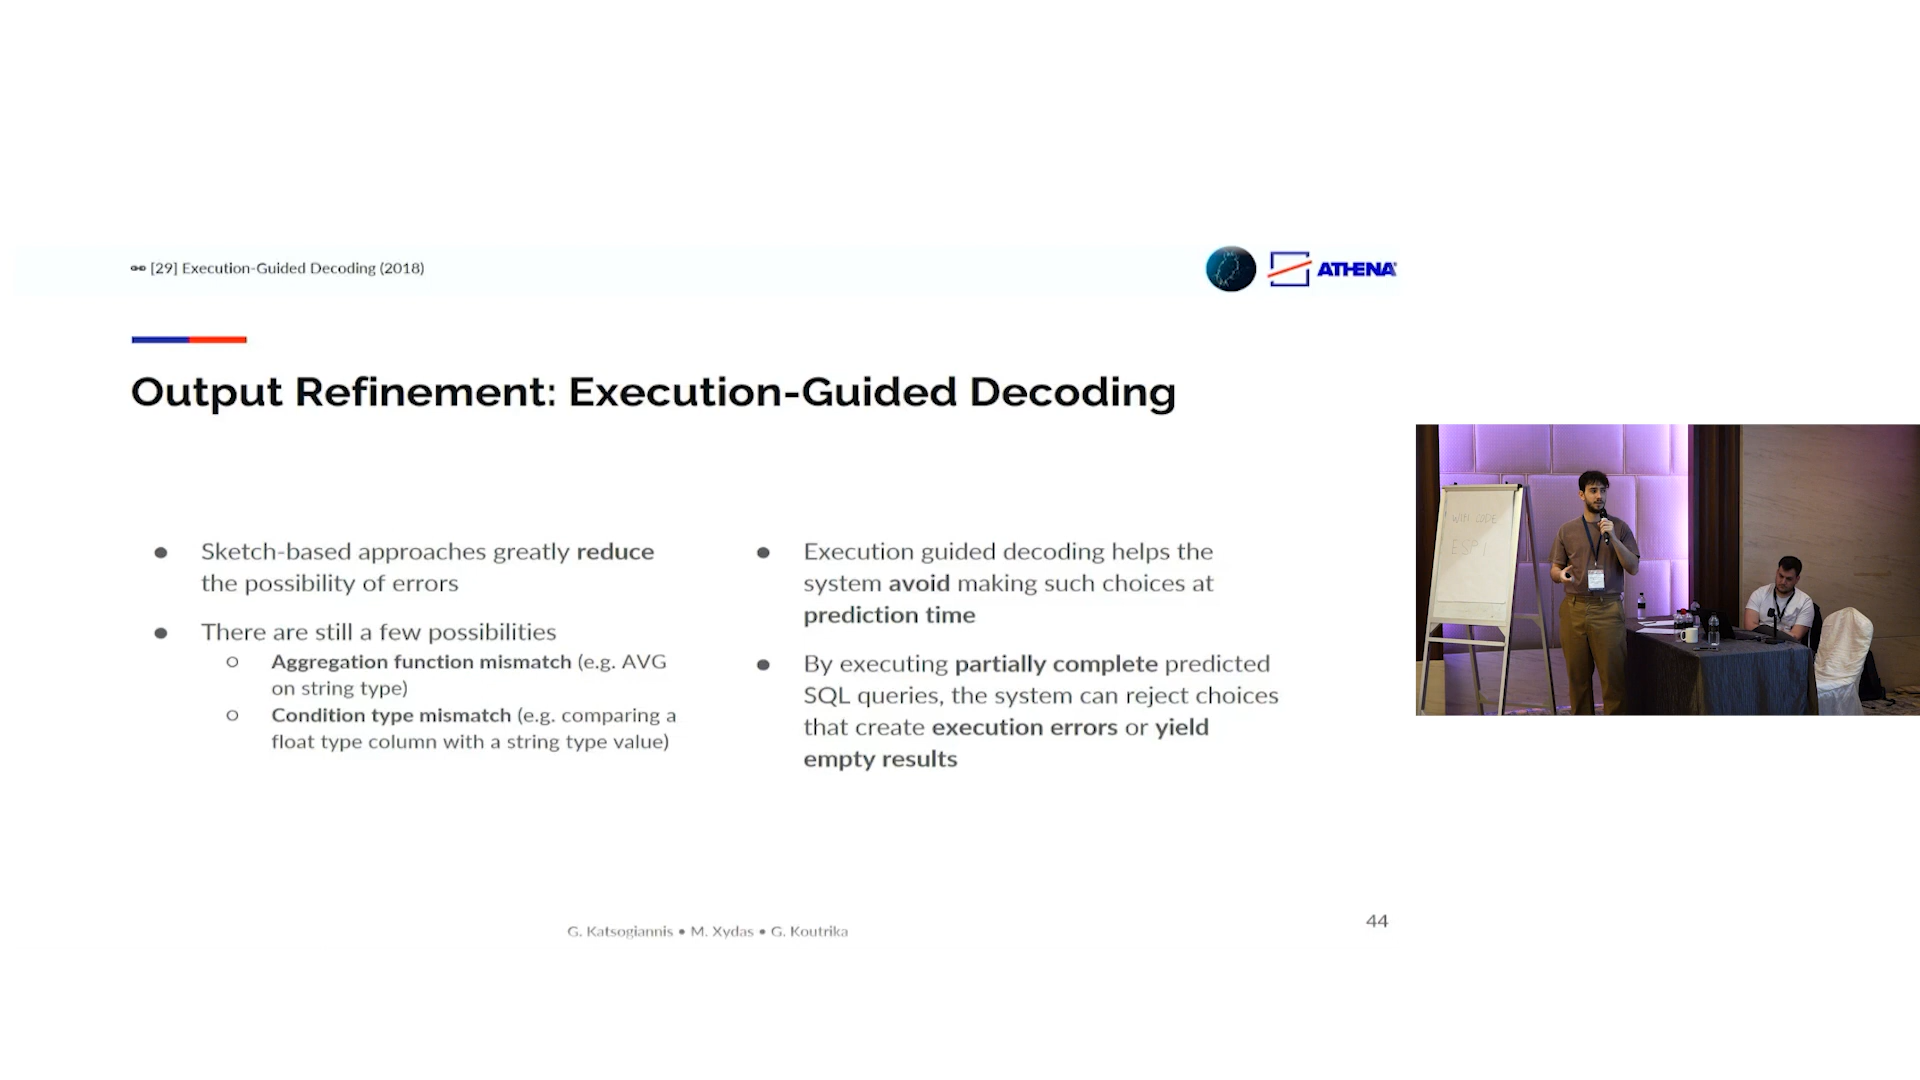 [29] Execution-Guided Decoding (2018)
ATHENA
Output Refinement: Execution-Guided Decoding
● Sketch-based approaches greatly reduce
the possibility of errors
● There are still a few possibilities
○ Aggregation function mismatch (e.g. AVG
on string type)
○ Condition type mismatch (e.g. comparing a
float type column with a string type value)
● Execution guided decoding helps the
system avoid making such choices at
prediction time
● By executing partially complete predicted
SQL queries, the system can reject choices
that create execution errors or yield
empty results
G. Katsogiannis • M. Xydas • G. Koutrika
44